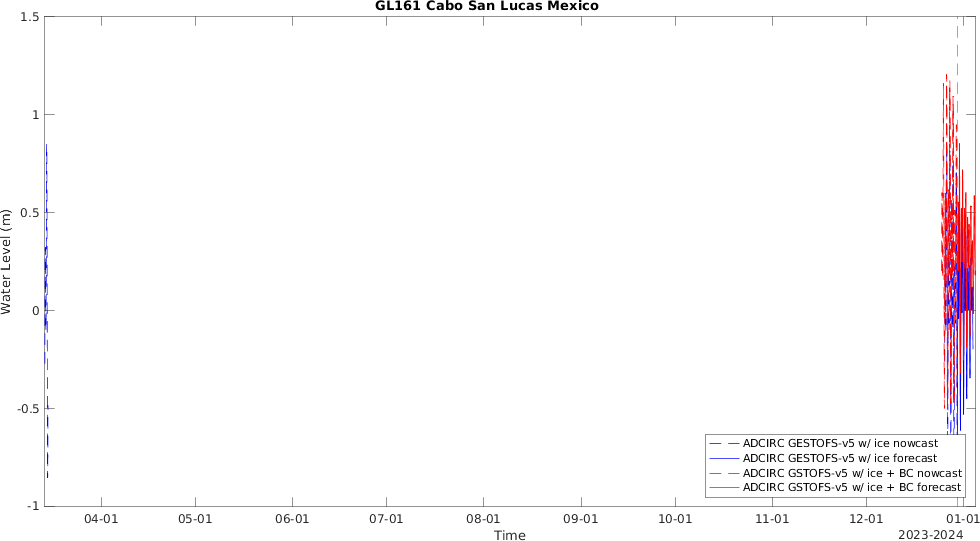 GL161 Cabo San Lucas Mexico
1.5
1
0.5
0
-0.5
-1
Water Level (m)
ADCIRC GESTOFS-v5 w/ ice nowcast
ADCIRC GESTOFS-v5 w/ ice forecast
ADCIRC GSTOFS-v5 w/ ice + BC nowcast
ADCIRC GSTOFS-v5 w/ ice + BC forecast
04-01 05-01 06-01 07-01 08-01 09-01 10-01 11-01 12-01 01-01
Time
2023-2024